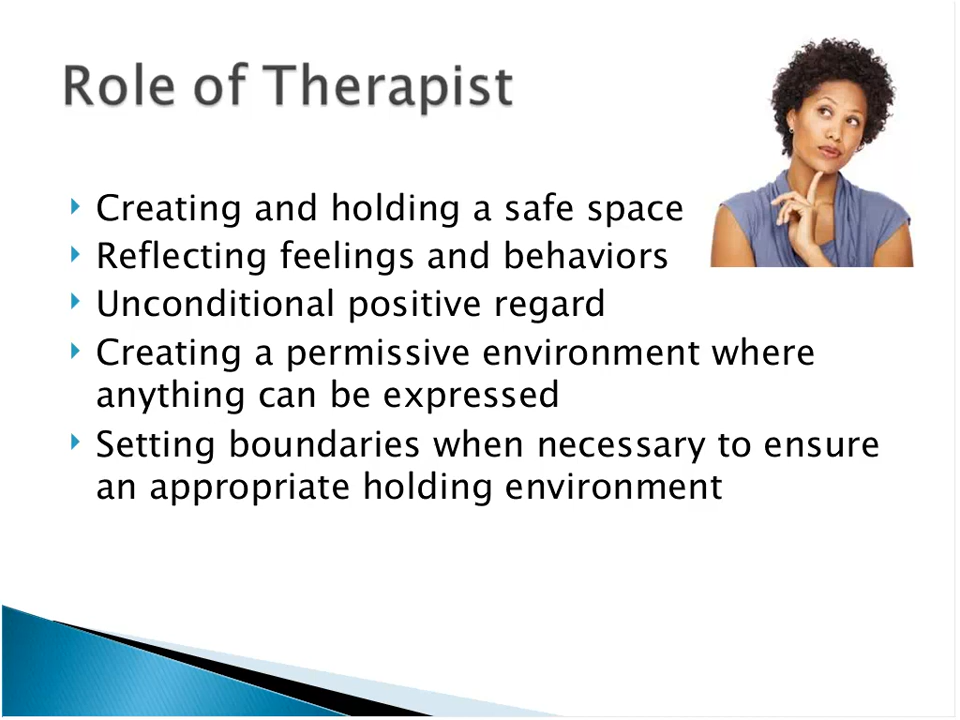 Role of Therapist
Creating and holding a safe space
Reflecting feelings and behaviors
Unconditional positive regard
Creating a permissive environment where
anything can be expressed
Setting boundaries when necessary to ensure
an appropriate holding environment